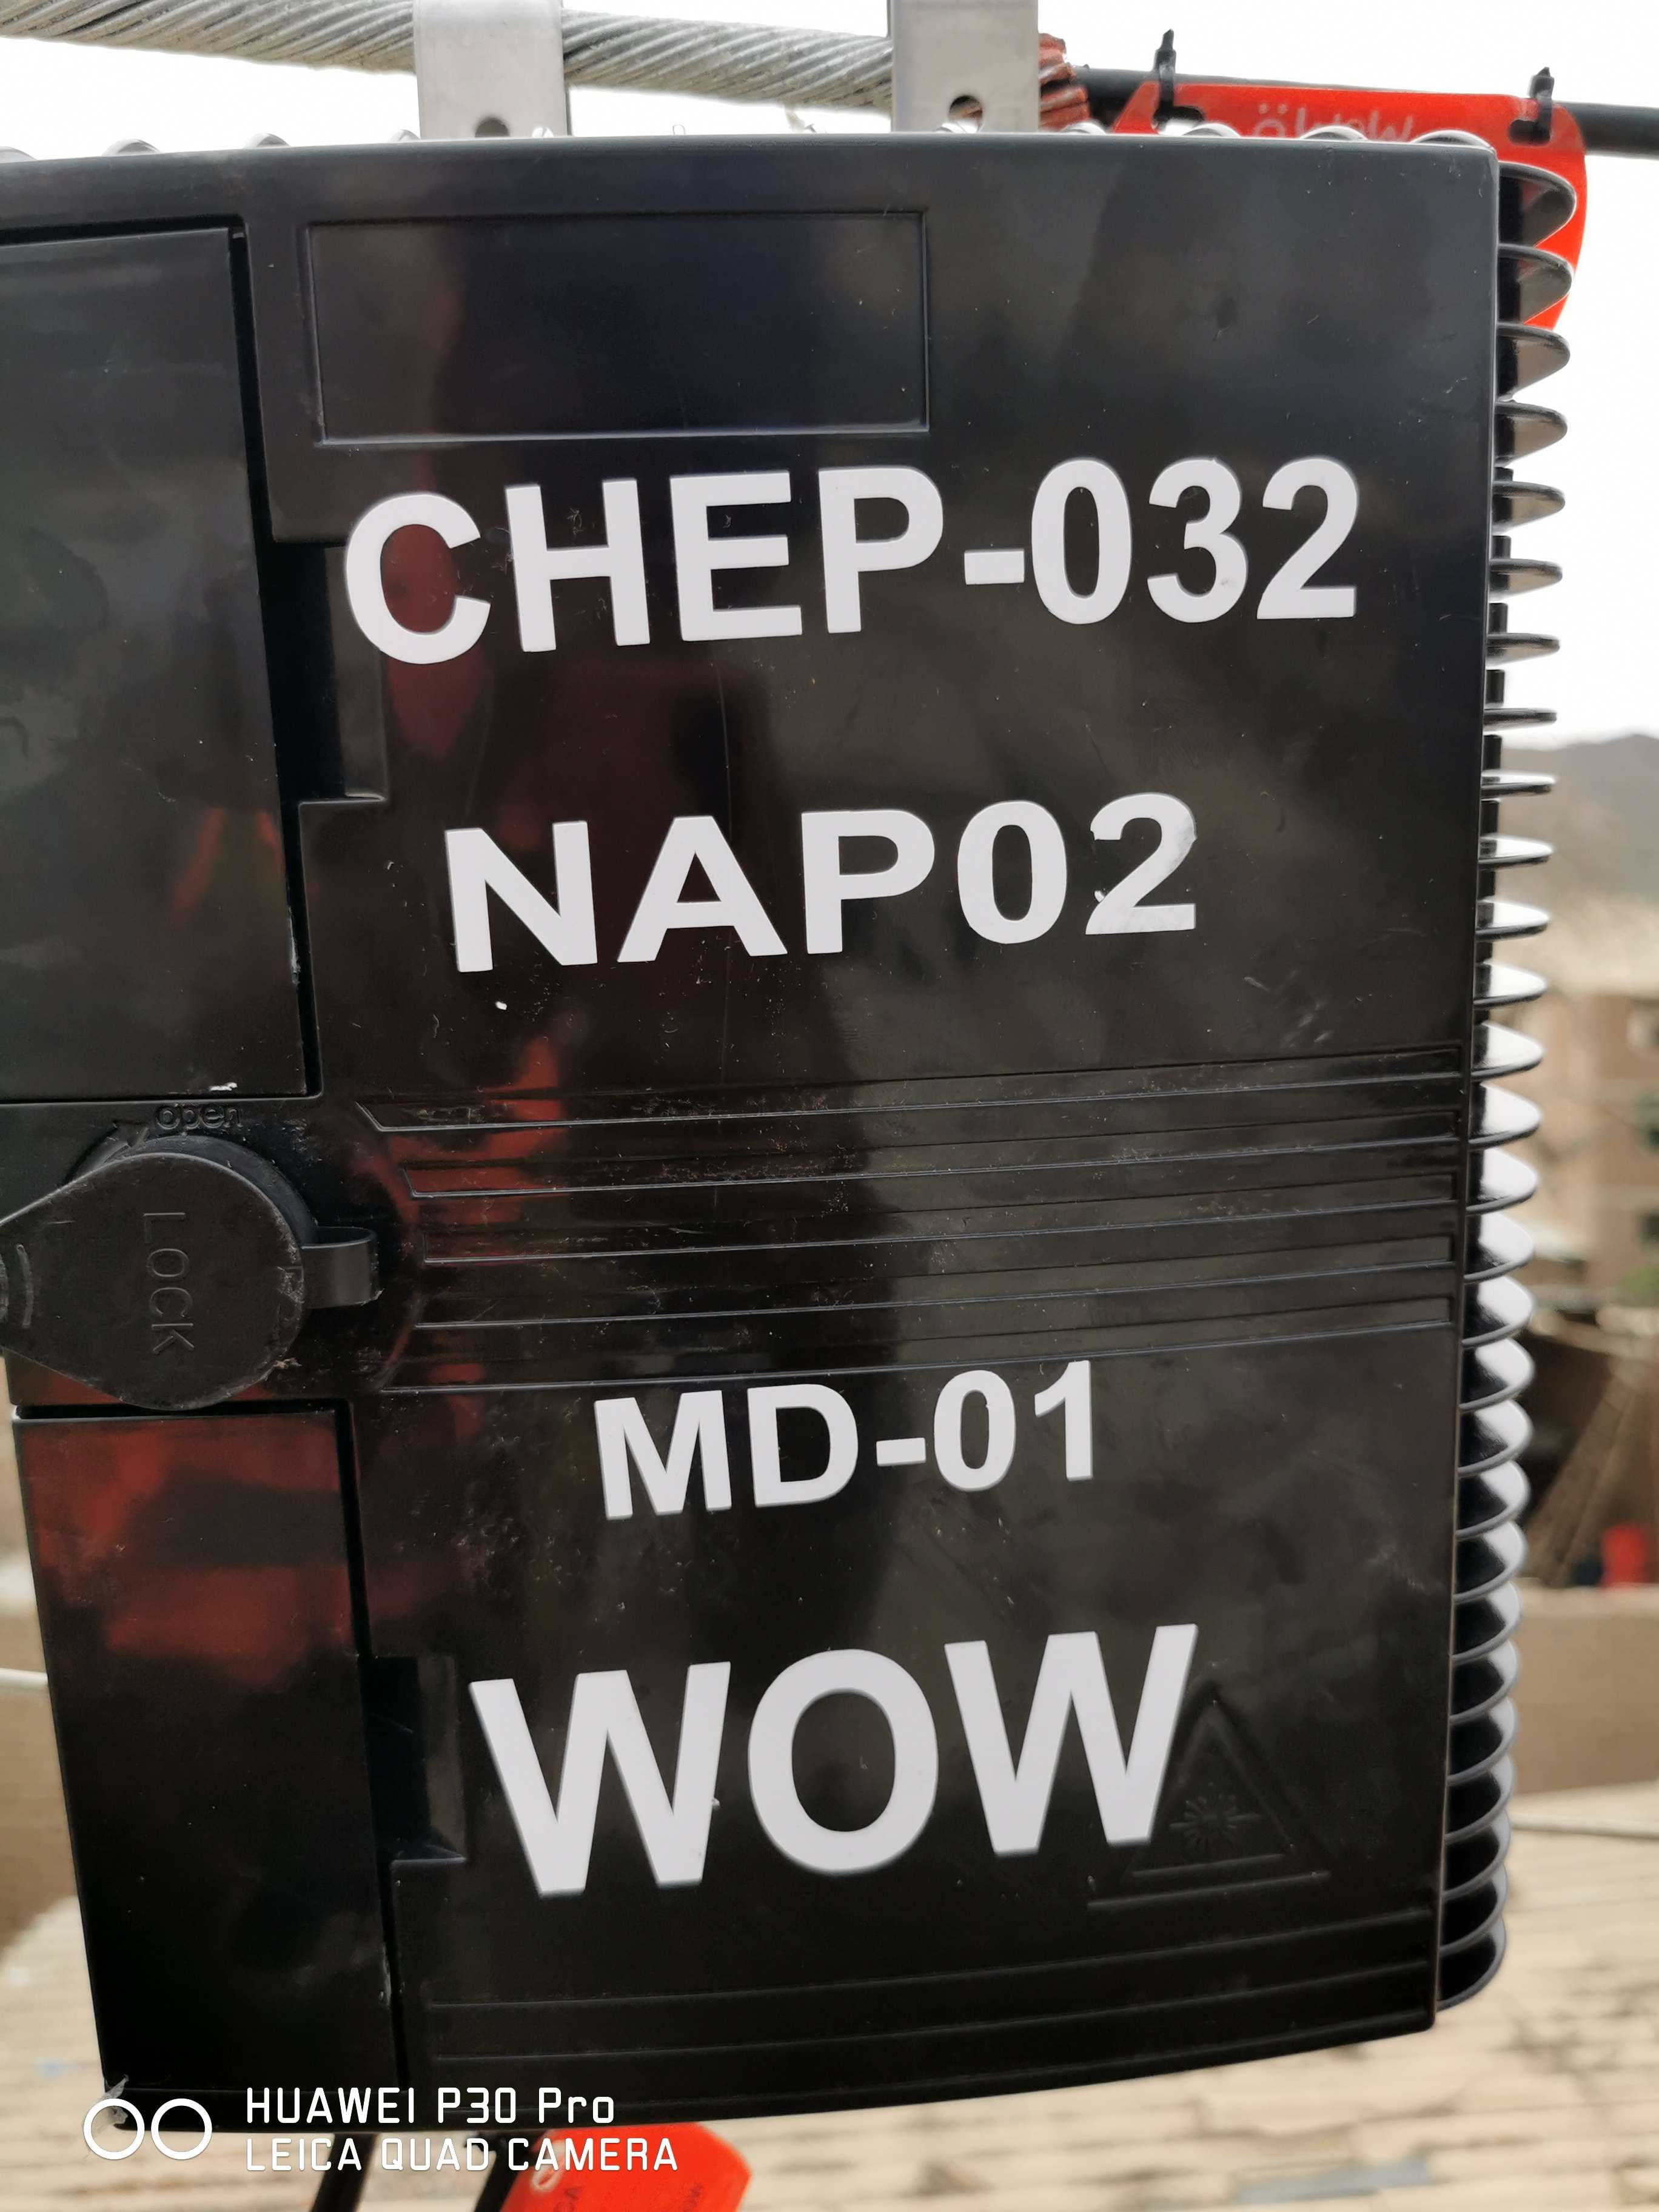 CHEP-032
NAP02
open
LOCK
MD-01
WOW
HUAWEI P30 Pro
LEICA QUAD CAMERA